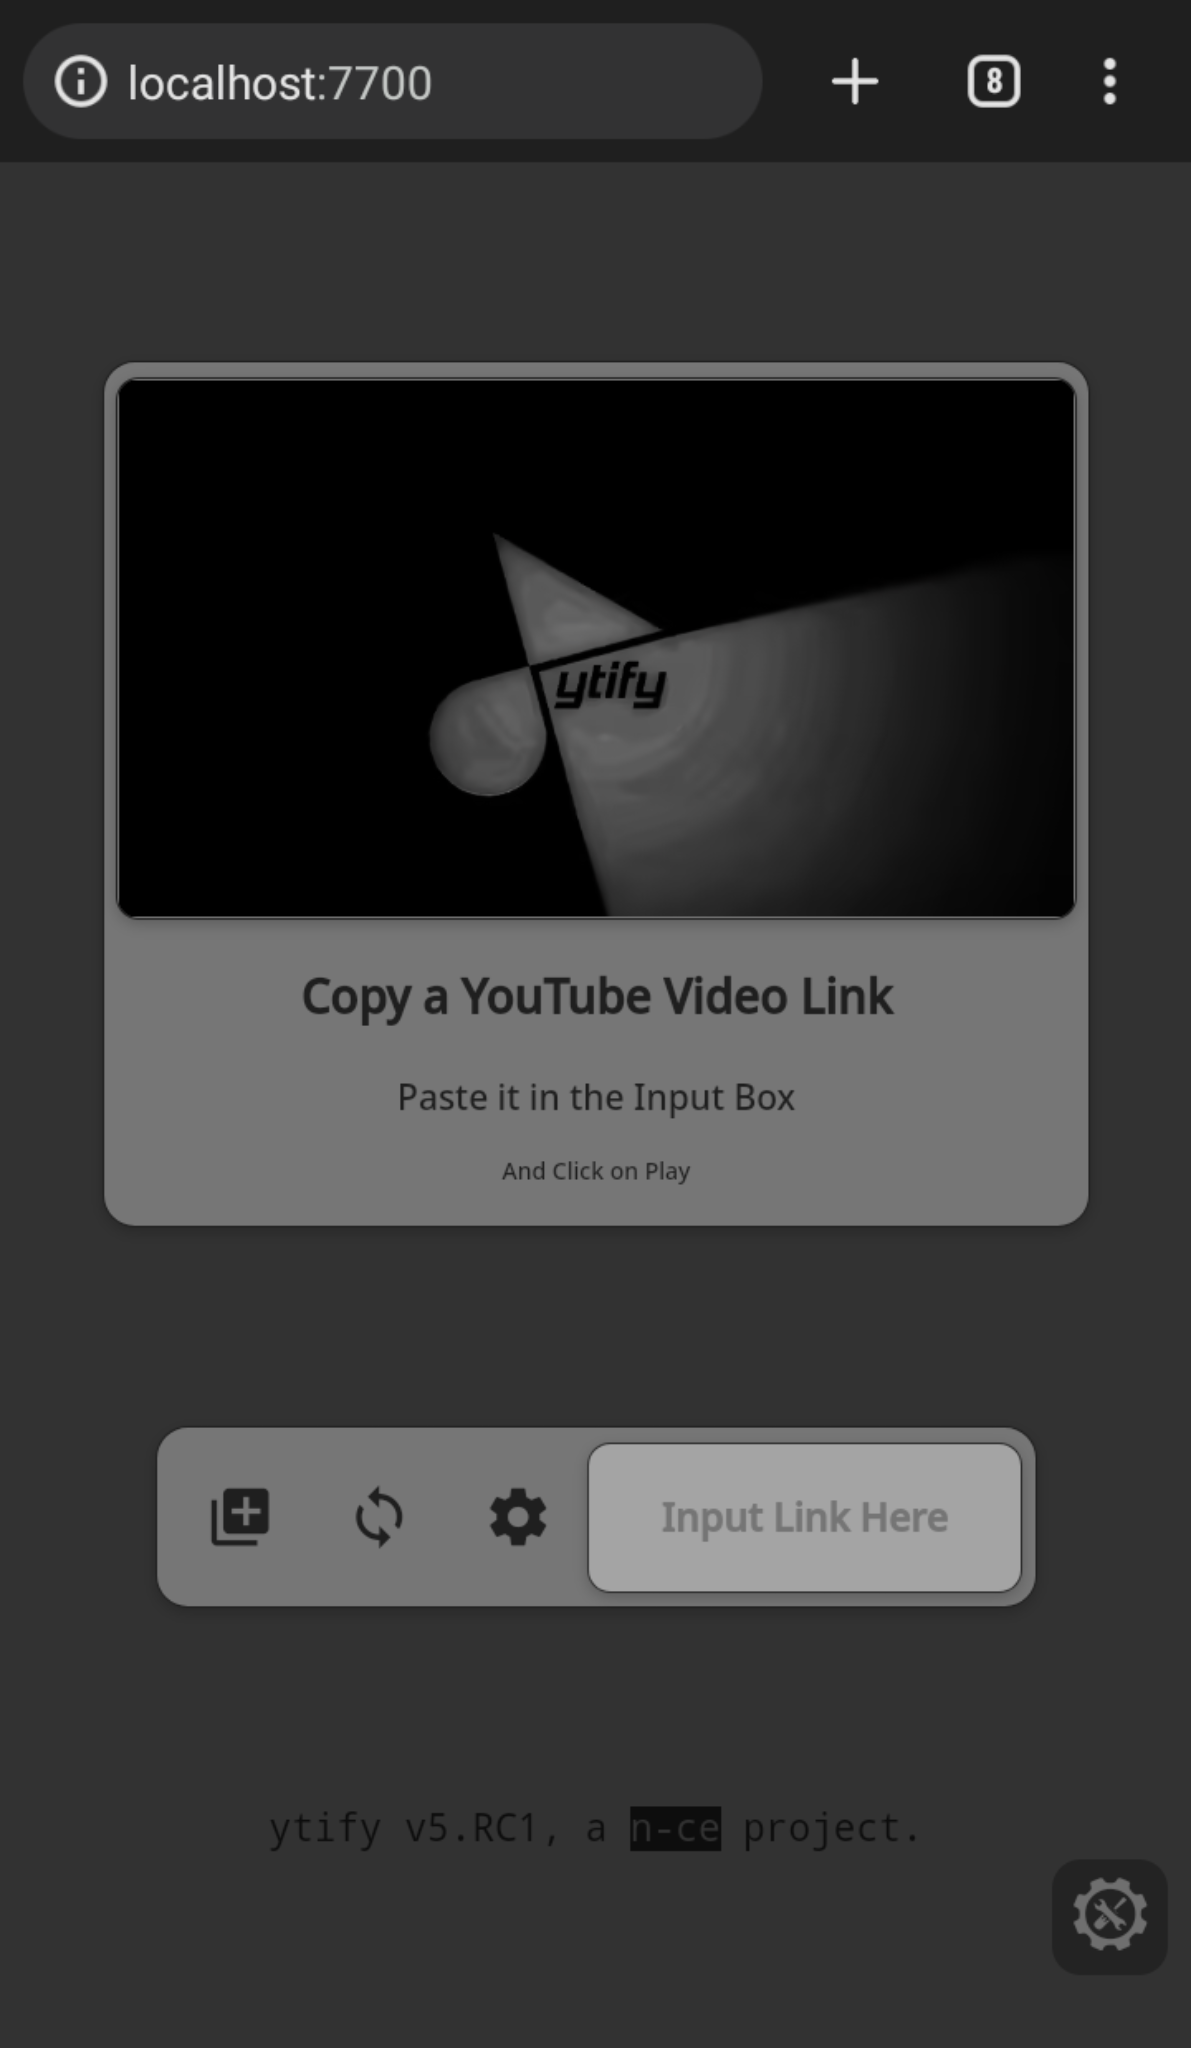 localhost:7700
8
ytify
Copy a YouTube Video Link
Paste it in the Input Box
And Click on Play
Input Link Here
ytify v5.RC1, a n-ce project.